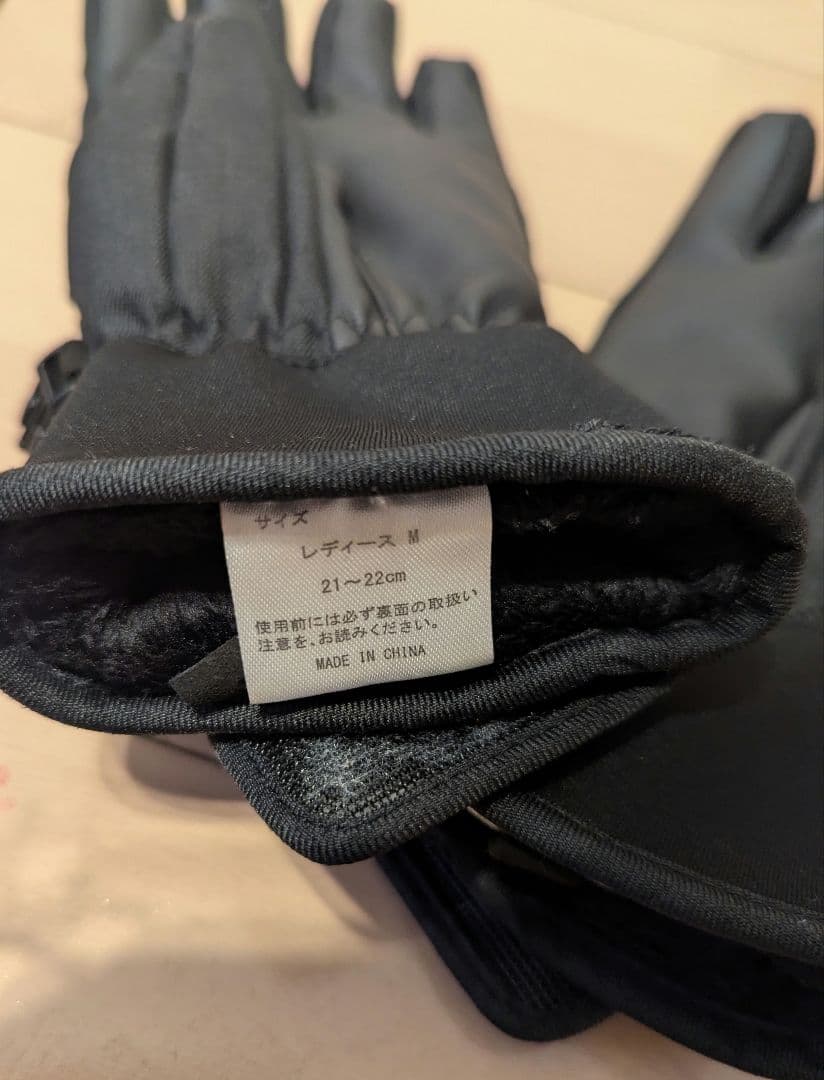 サイズ
レディース M
21～22cm
使用前には必ず裏面の取扱い
注意を、お読みください。
MADE IN CHINA